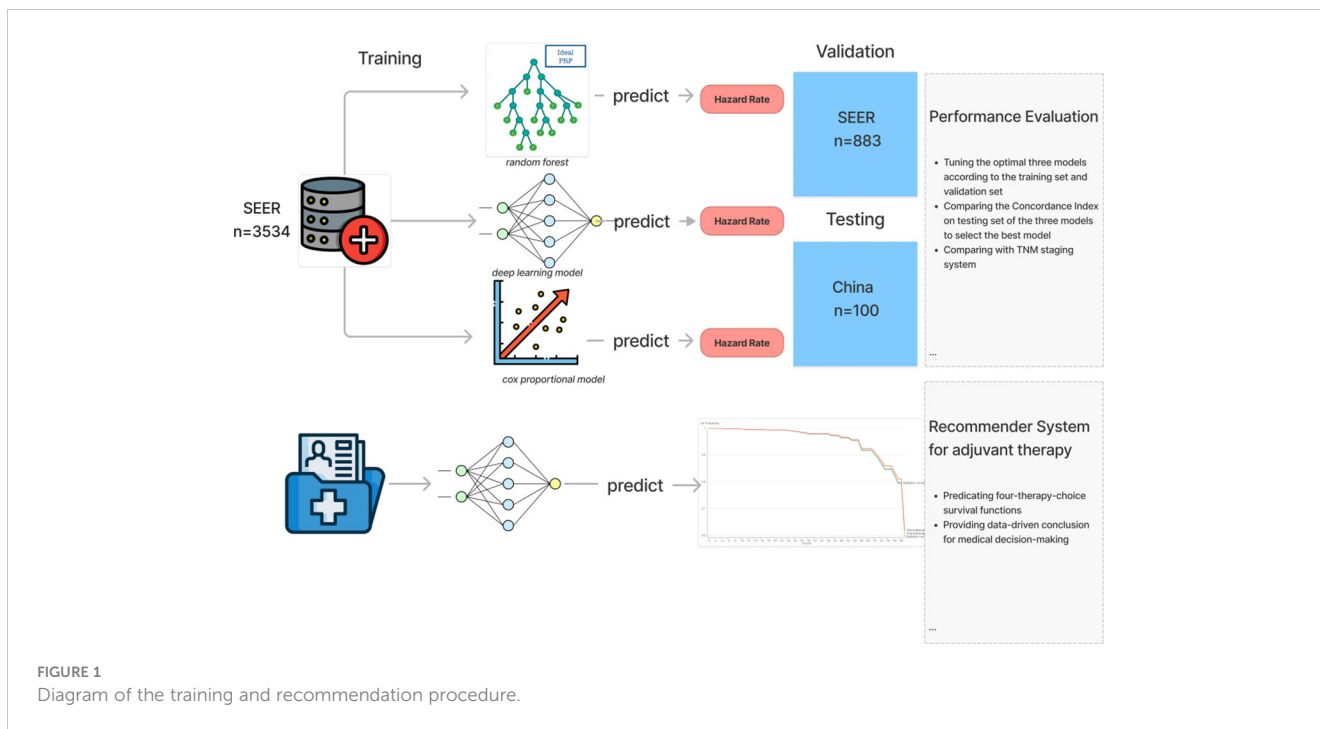 Training
Ideal
PRF
random forest
predict
Hazard Rate
SEER
n=3534
deep learning model
predict
Hazard Rate
cox proportional model
predict
Hazard Rate
Validation
SEER
n=883
Testing
China
n=100
Performance Evaluation
• Tuning the optimal three models
according to the training set and
validation set
• Comparing the Concordance Index
on testing set of the three models
to select the best model
• Comparing with TNM staging
system
...
predict
Recommender System
for adjuvant therapy
• Predicating four-therapy-choice
survival functions
• Providing data-driven conclusion
for medical decision-making
...
FIGURE 1
Diagram of the training and recommendation procedure.